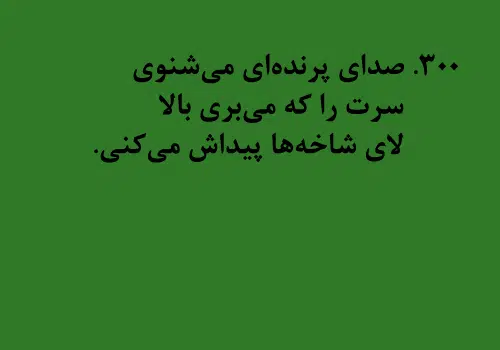 ۳۰۰. صدای پرنده‌ای می‌شنوی
سرت را که می‌بری بالا
لای شاخه‌ها پیداش می‌کنی.